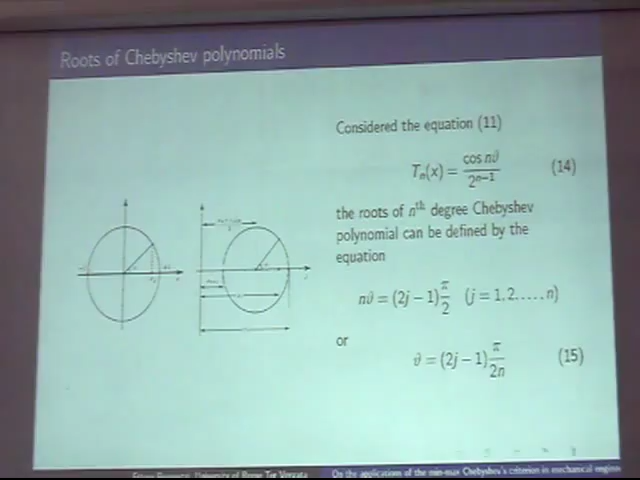 Roots of Chebyshev polynomials
Considered the equation (11)
Tₙ(x) = cos nϑ / 2ⁿ⁻¹ (14)
the roots of nᵗʰ degree Chebyshev
polynomial can be defined by the
equation
nϑ = (2j − 1) π/2 (j = 1, 2, ..., n)
or
ϑ = (2j − 1) π/2n (15)
University of Rome Tor Vergata
On the applications of the min-max Chebyshev's criterion in mechanical